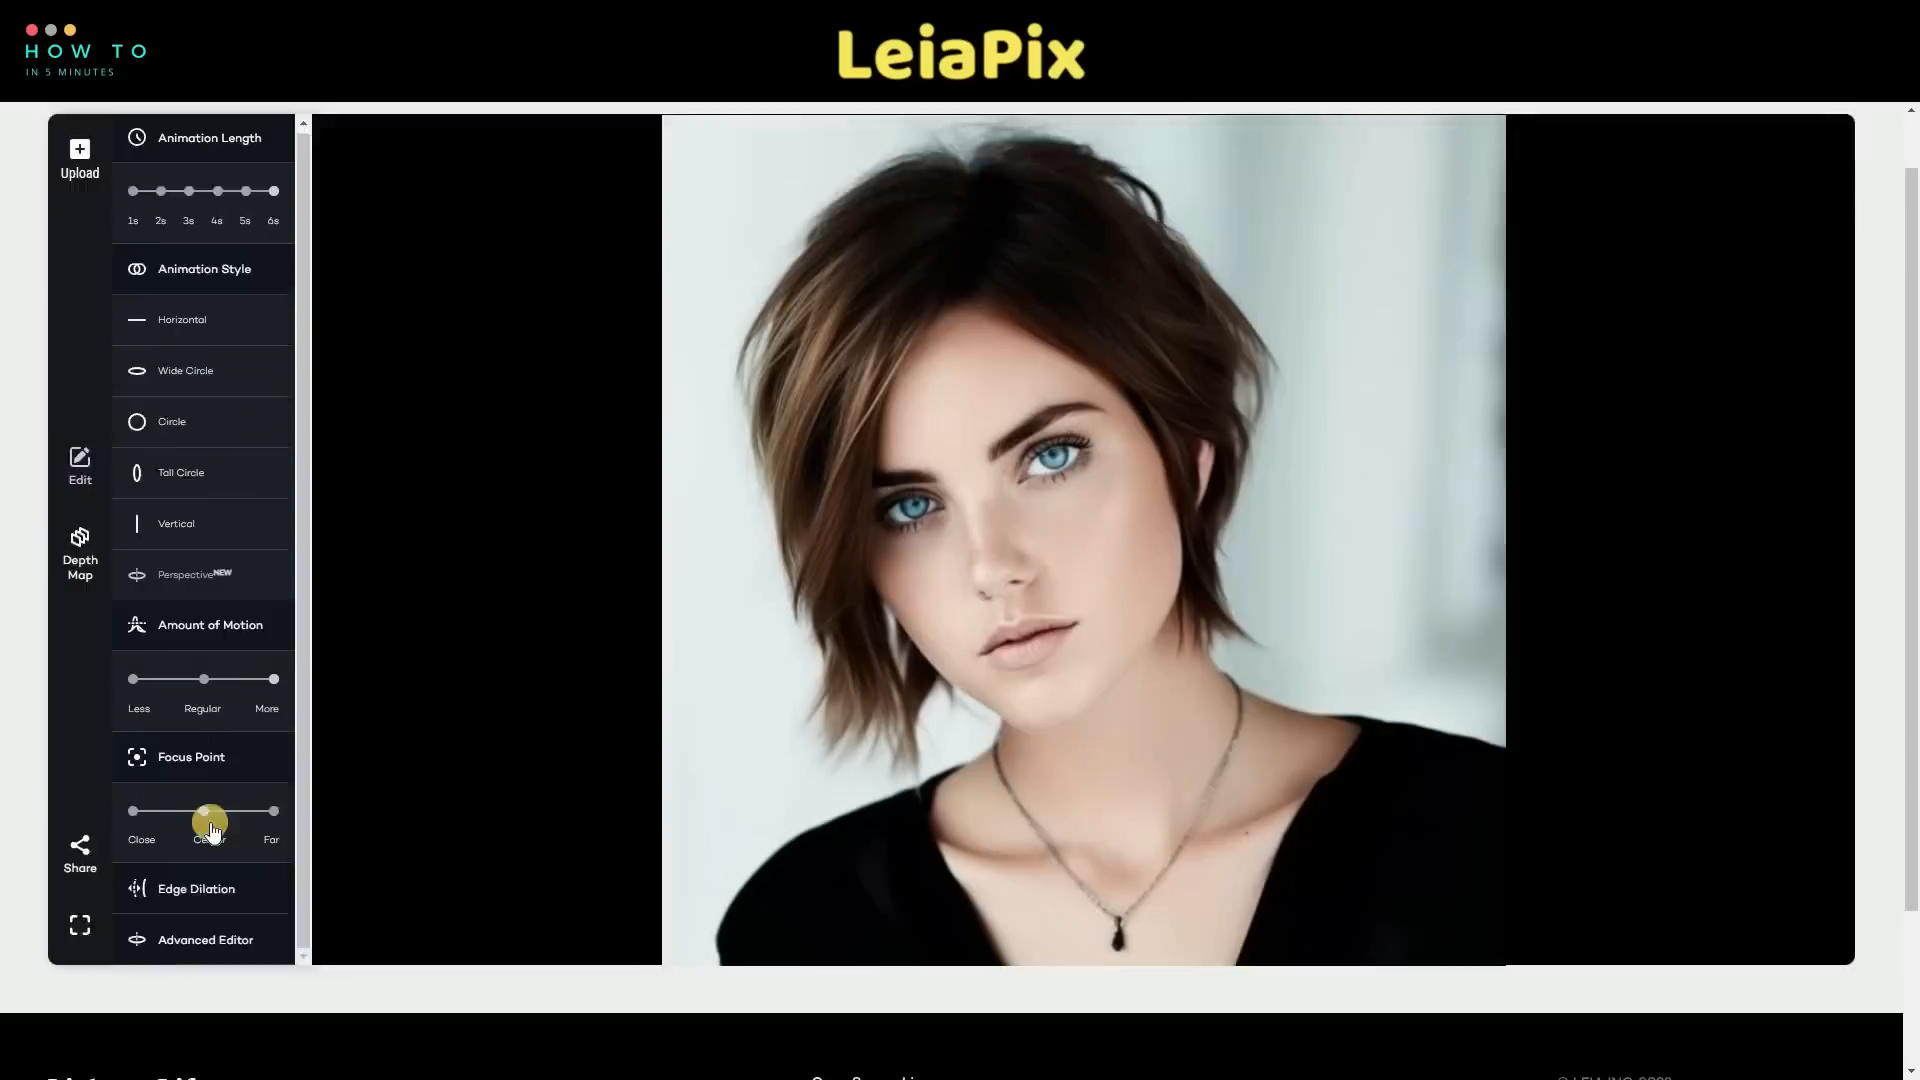 HOW TO
IN 5 MINUTES
LeiaPix
Upload
Edit
Depth
Map
Share
Animation Length
1s 2s 3s 4s 5s 6s
Animation Style
Horizontal
Wide Circle
Circle
Tall Circle
Vertical
Perspective NEW
Amount of Motion
Less Regular More
Focus Point
Close Far
Edge Dilation
Advanced Editor